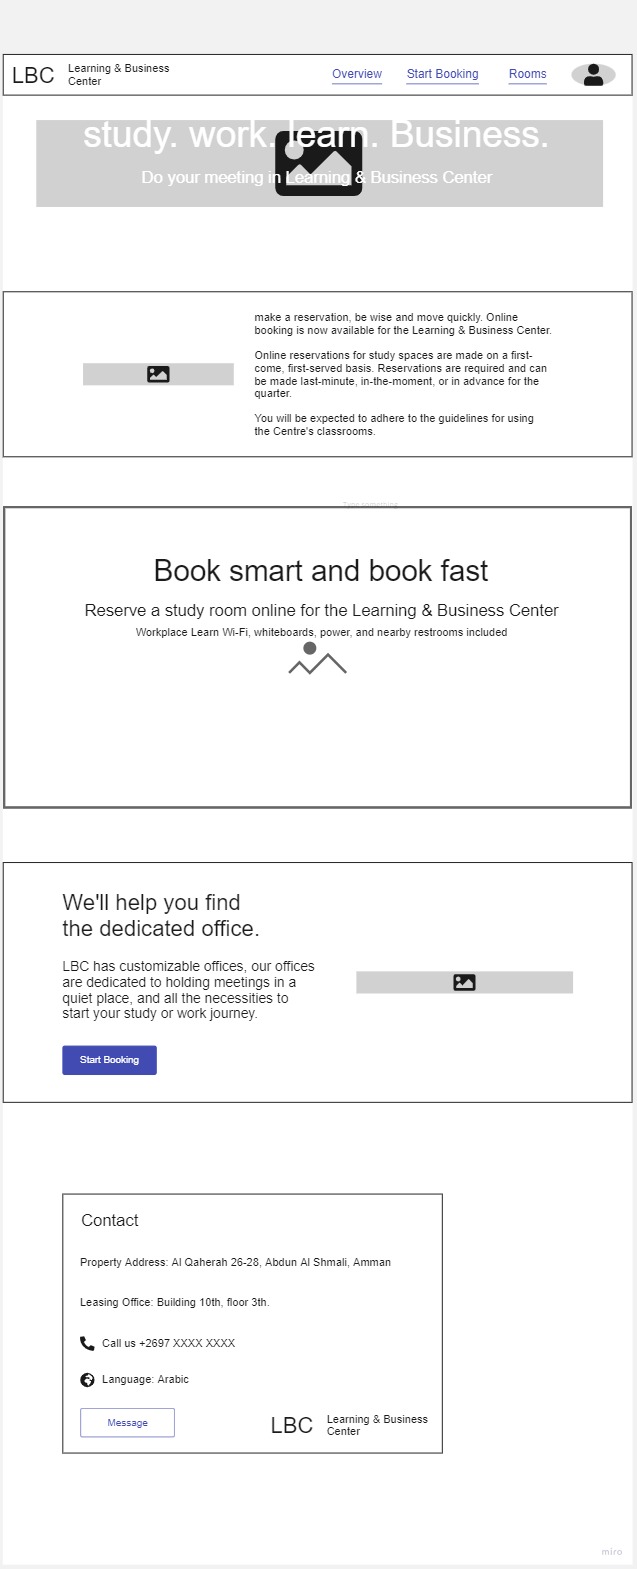 LBC
Learning & Business
Center
Overview
Start Booking
Rooms
study. work. learn. Business.
Do your meeting in Learning & Business Center
make a reservation, be wise and move quickly. Online
booking is now available for the Learning & Business Center.
Online reservations for study spaces are made on a first-
come, first-served basis. Reservations are required and can
be made last-minute, in-the-moment, or in advance for the
quarter.
You will be expected to adhere to the guidelines for using
the Centre's classrooms.
Type something
Book smart and book fast
Reserve a study room online for the Learning & Business Center
Workplace Learn Wi-Fi, whiteboards, power, and nearby restrooms included
We'll help you find
the dedicated office.
LBC has customizable offices, our offices
are dedicated to holding meetings in a
quiet place, and all the necessities to
start your study or work journey.
Start Booking
Contact
Property Address: Al Qaherah 26-28, Abdun Al Shmali, Amman
Leasing Office: Building 10th, floor 3th.
Call us +2697 XXXX XXXX
Language: Arabic
Message
LBC
Learning & Business
Center
miro